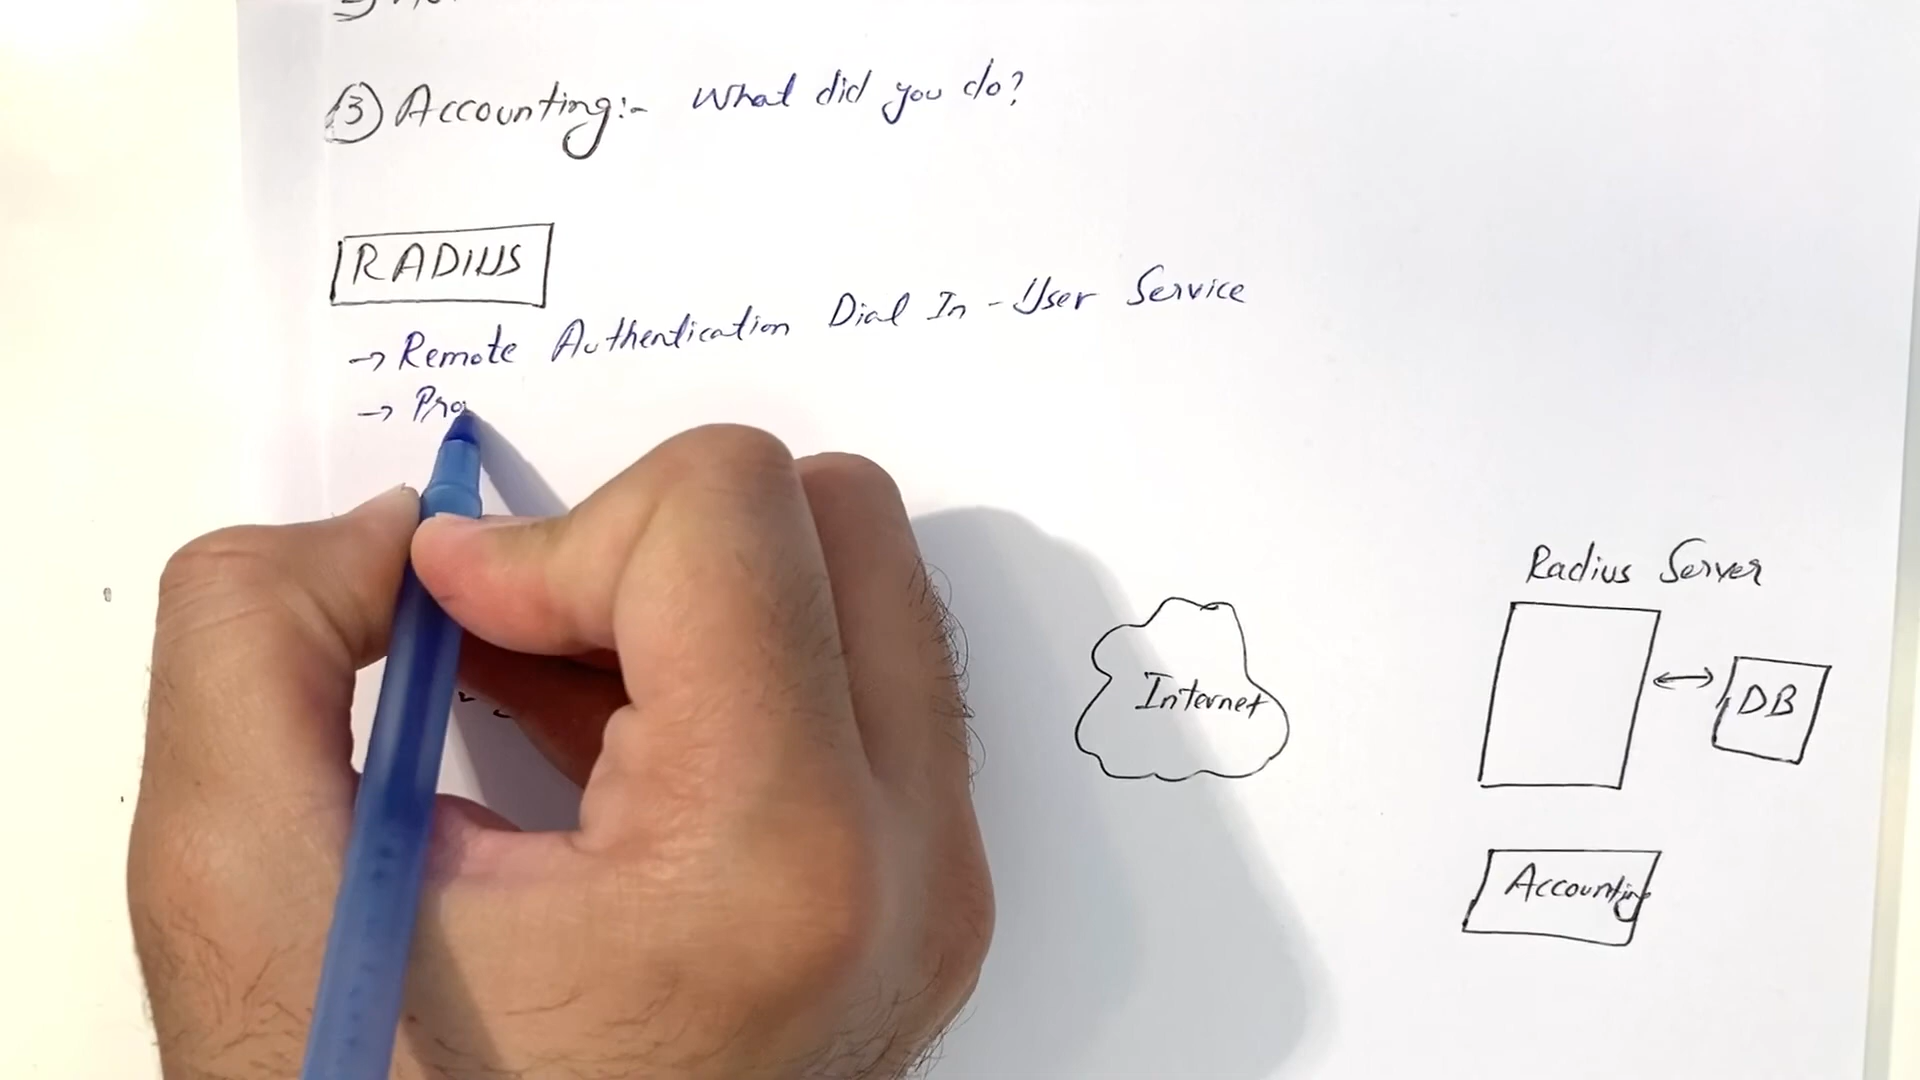 ③ Accounting:- What did you do?
RADIUS
→ Remote Authentication Dial In - User Service
→ Pro
Radius Server
Internet
DB
Accounting